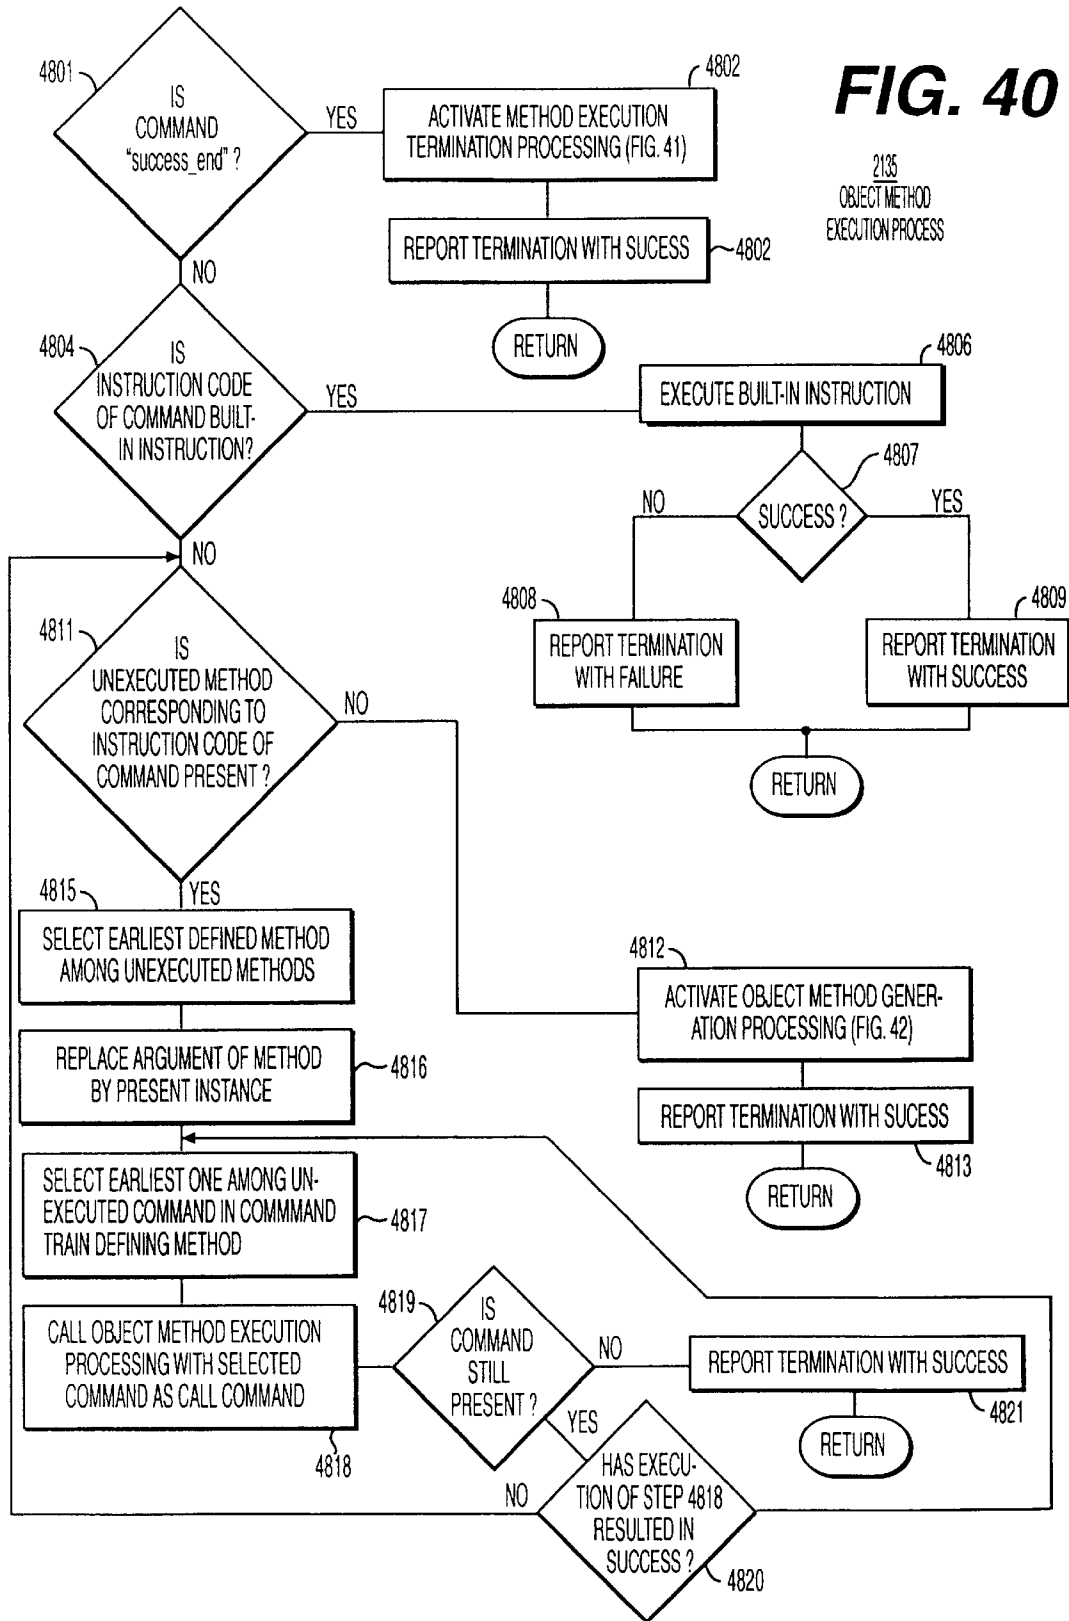 FIG. 40
2135
OBJECT METHOD
EXECUTION PROCESS
4801
IS
COMMAND
"success_end" ?
YES
4802
ACTIVATE METHOD EXECUTION
TERMINATION PROCESSING (FIG. 41)
REPORT TERMINATION WITH SUCESS
4802
RETURN
NO
4804
IS
INSTRUCTION CODE
OF COMMAND BUILT-
IN INSTRUCTION?
YES
4806
EXECUTE BUILT-IN INSTRUCTION
4807
SUCCESS ?
NO
YES
4808
REPORT TERMINATION
WITH FAILURE
4809
REPORT TERMINATION
WITH SUCCESS
RETURN
NO
4811
IS
UNEXECUTED METHOD
CORRESPONDING TO
INSTRUCTION CODE OF
COMMAND PRESENT ?
NO
YES
4812
ACTIVATE OBJECT METHOD GENER-
ATION PROCESSING (FIG. 42)
REPORT TERMINATION WITH SUCESS
4813
RETURN
4815
SELECT EARLIEST DEFINED METHOD
AMONG UNEXECUTED METHODS
REPLACE ARGUMENT OF METHOD
BY PRESENT INSTANCE
4816
SELECT EARLIEST ONE AMONG UN-
EXECUTED COMMAND IN COMMMAND
TRAIN DEFINING METHOD
4817
CALL OBJECT METHOD EXECUTION
PROCESSING WITH SELECTED
COMMAND AS CALL COMMAND
4818
4819
IS
COMMAND
STILL
PRESENT ?
NO
REPORT TERMINATION WITH SUCCESS
4821
RETURN
YES
HAS EXECU-
TION OF STEP 4818
RESULTED IN
SUCCESS ?
NO
4820